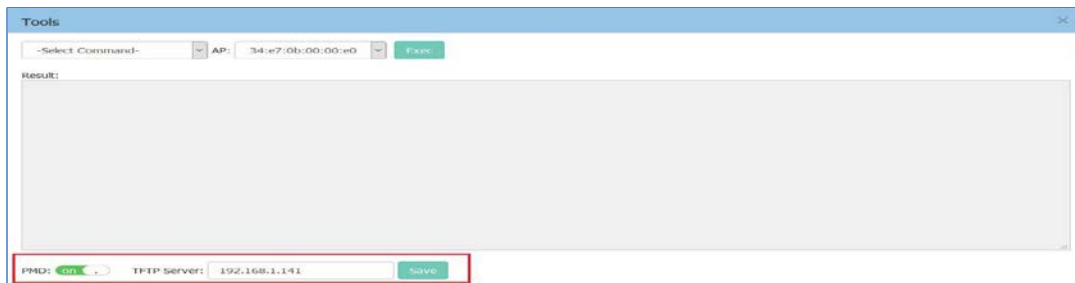 Tools
-Select Command- AP: 34:e7:0b:00:00:e0 Exec
Result:
PMD: on TFTP Server: 192.168.1.141 Save